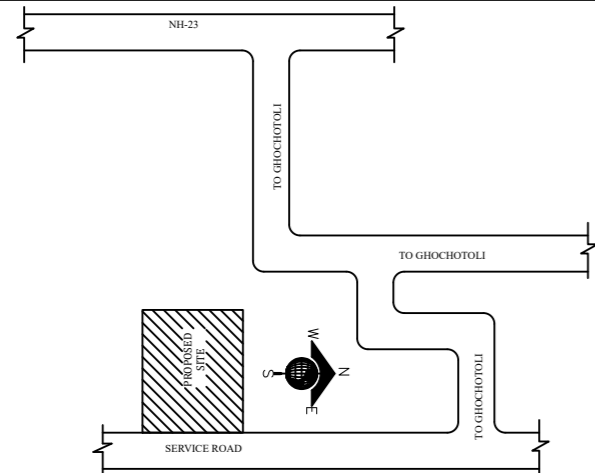 NH-23
TO GHOCHOTOLI
TO GHOCHOTOLI
PROPOSED
SITE
W
S
N
E
TO GHOCHOTOLI
SERVICE ROAD